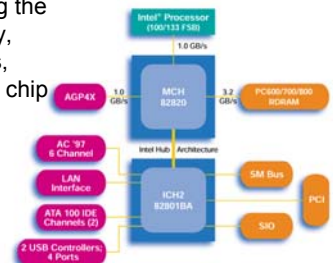 ng the
y,
s,
chip
Intel® Processor
(100/133 FSB)
1.0 GB/s
AGP4X
1.0
GB/s
MCH
82820
3.2
GB/s
PC600/700/800
RDRAM
Intel Hub Architecture
AC '97
6 Channel
LAN
Interface
ATA 100 IDE
Channels (2)
2 USB Controllers;
4 Ports
ICH2
82801BA
SM Bus
PCI
SIO